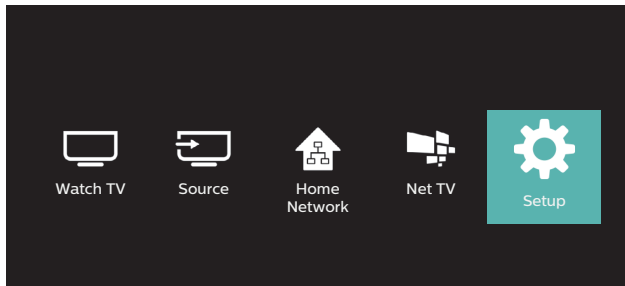 Watch TV
Source
Home
Network
Net TV
Setup